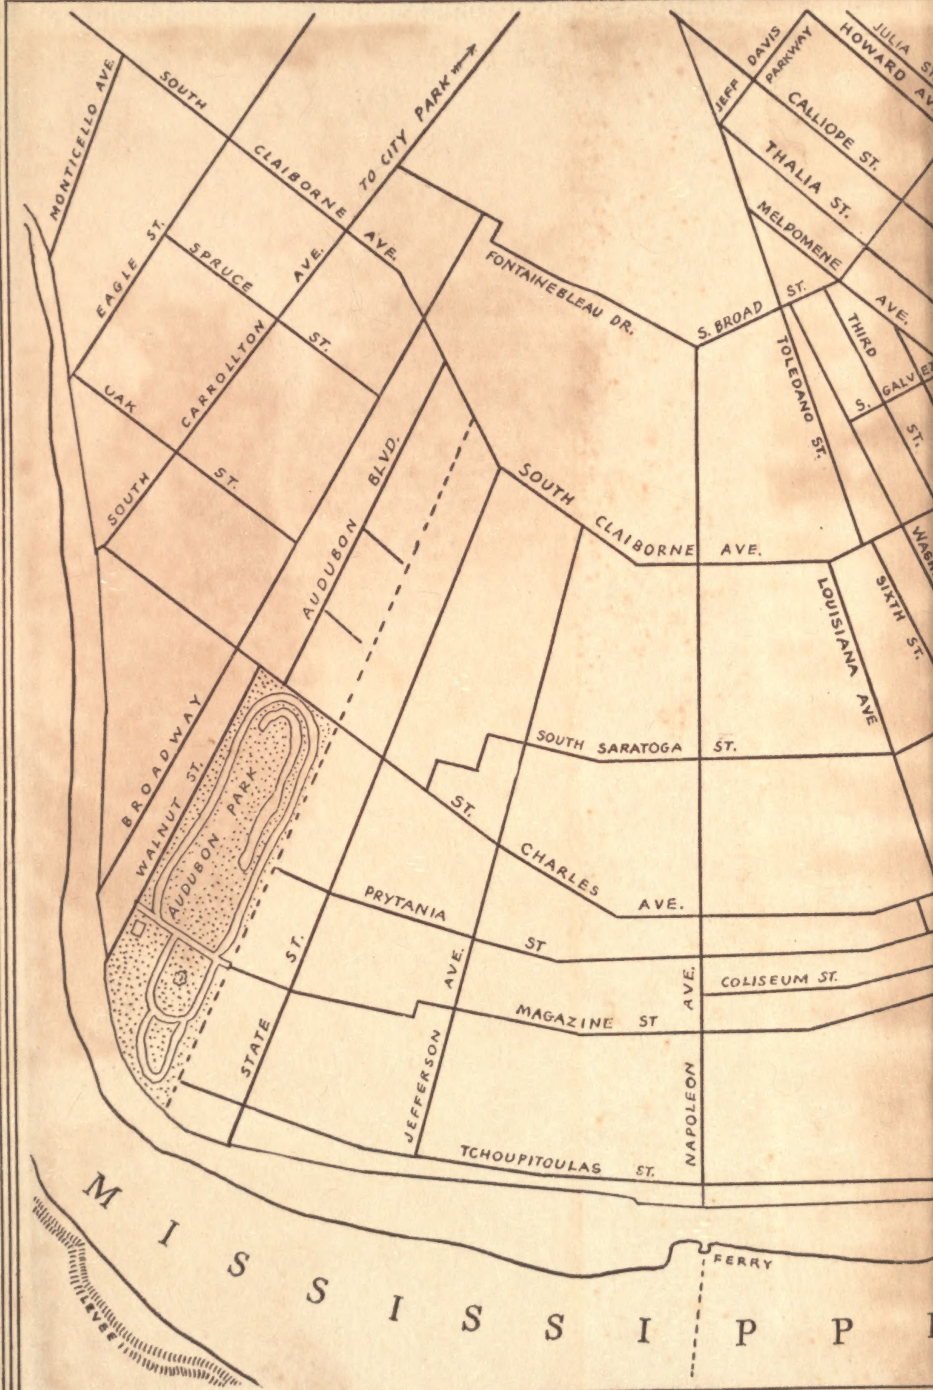 JULIA
HOWARD AV
JEFF DAVIS
PARKWAY
CALLIOPE ST.
THALIA ST.
MELPOMENE AVE.
MONTICELLO AVE.
SOUTH CLAIBORNE AVE.
TO CITY PARK
EAGLE ST.
SPRUCE ST.
SOUTH CARROLLTON AVE.
FONTAINEBLEAU DR.
S. BROAD ST.
THIRD ST.
TOLEDANO ST.
S. GALVE
OAK ST.
AUDUBON BLVD.
SOUTH CLAIBORNE AVE.
WASH
SIXTH ST.
LOUISIANA AVE
BROADWAY
WALNUT ST.
AUDUBON PARK
SOUTH SARATOGA ST.
ST. CHARLES AVE.
PRYTANIA ST
COLISEUM ST.
MAGAZINE ST
STATE ST.
JEFFERSON AVE.
NAPOLEON AVE.
TCHOUPITOULAS ST.
FERRY
MISSISSIPP
LEVEE